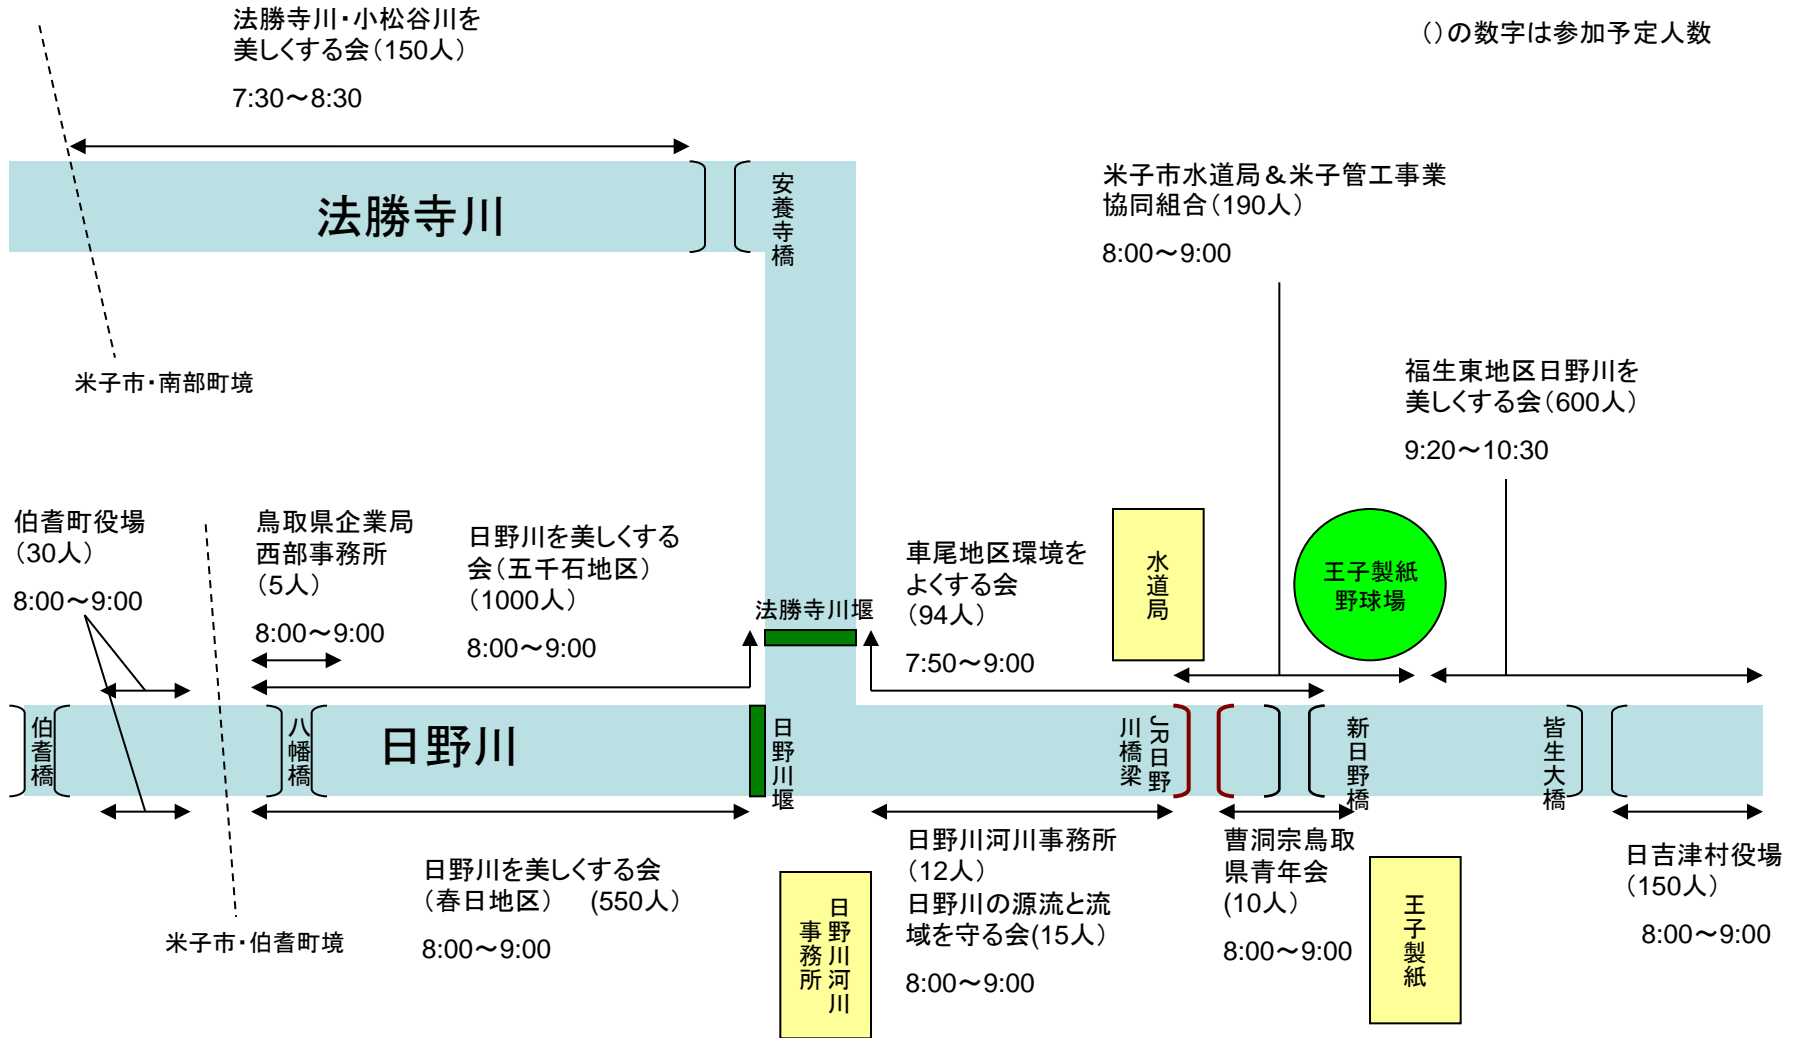 法勝寺川・小松谷川を
美しくする会（150人）
7:30～8:30
（）の数字は参加予定人数
法勝寺川
安養寺橋
米子市水道局＆米子管工事業
協同組合（190人）
8:00～9:00
米子市・南部町境
福生東地区日野川を
美しくする会（600人）
9:20～10:30
伯耆町役場
（30人）
8:00～9:00
鳥取県企業局
西部事務所
（5人）
8:00～9:00
日野川を美しくする
会（五千石地区）
（1000人）
8:00～9:00
法勝寺川堰
車尾地区環境を
よくする会
（94人）
7:50～9:00
水道局
王子製紙
野球場
伯耆橋
八幡橋
日野川
日野川堰
JR日野
川橋梁
新日野橋
皆生大橋
米子市・伯耆町境
日野川を美しくする会
（春日地区）　(550人）
8:00～9:00
日野川河川
事務所
日野川河川事務所
（12人）
日野川の源流と流
域を守る会(15人）
8:00～9:00
曹洞宗鳥取
県青年会
(10人）
8:00～9:00
王子製紙
日吉津村役場
（150人）
8:00～9:00